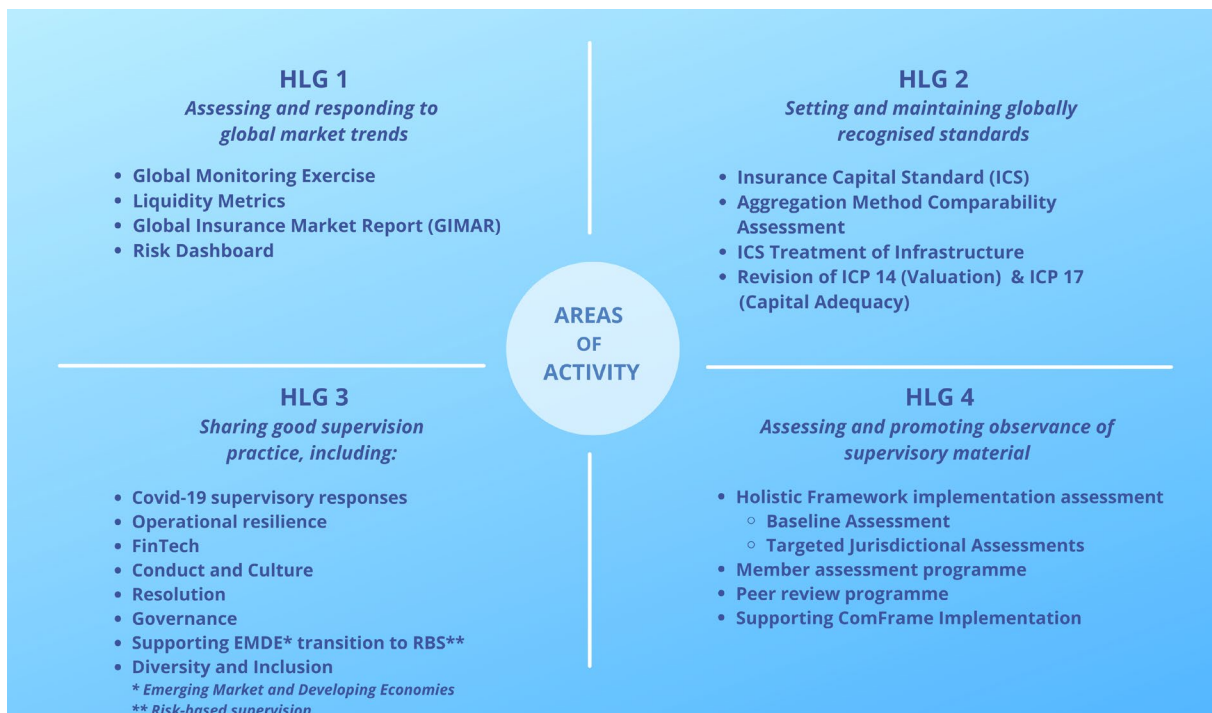 HLG 1
Assessing and responding to
global market trends
• Global Monitoring Exercise
• Liquidity Metrics
• Global Insurance Market Report (GIMAR)
• Risk Dashboard
HLG 2
Setting and maintaining globally
recognised standards
• Insurance Capital Standard (ICS)
• Aggregation Method Comparability
Assessment
• ICS Treatment of Infrastructure
• Revision of ICP 14 (Valuation) & ICP 17
(Capital Adequacy)
AREAS
OF
ACTIVITY
HLG 3
Sharing good supervision
practice, including:
• Covid-19 supervisory responses
• Operational resilience
• FinTech
• Conduct and Culture
• Resolution
• Governance
• Supporting EMDE* transition to RBS**
• Diversity and Inclusion
* Emerging Market and Developing Economies
** Risk-based supervision
HLG 4
Assessing and promoting observance of
supervisory material
• Holistic Framework implementation assessment
◦ Baseline Assessment
◦ Targeted Jurisdictional Assessments
• Member assessment programme
• Peer review programme
• Supporting ComFrame Implementation